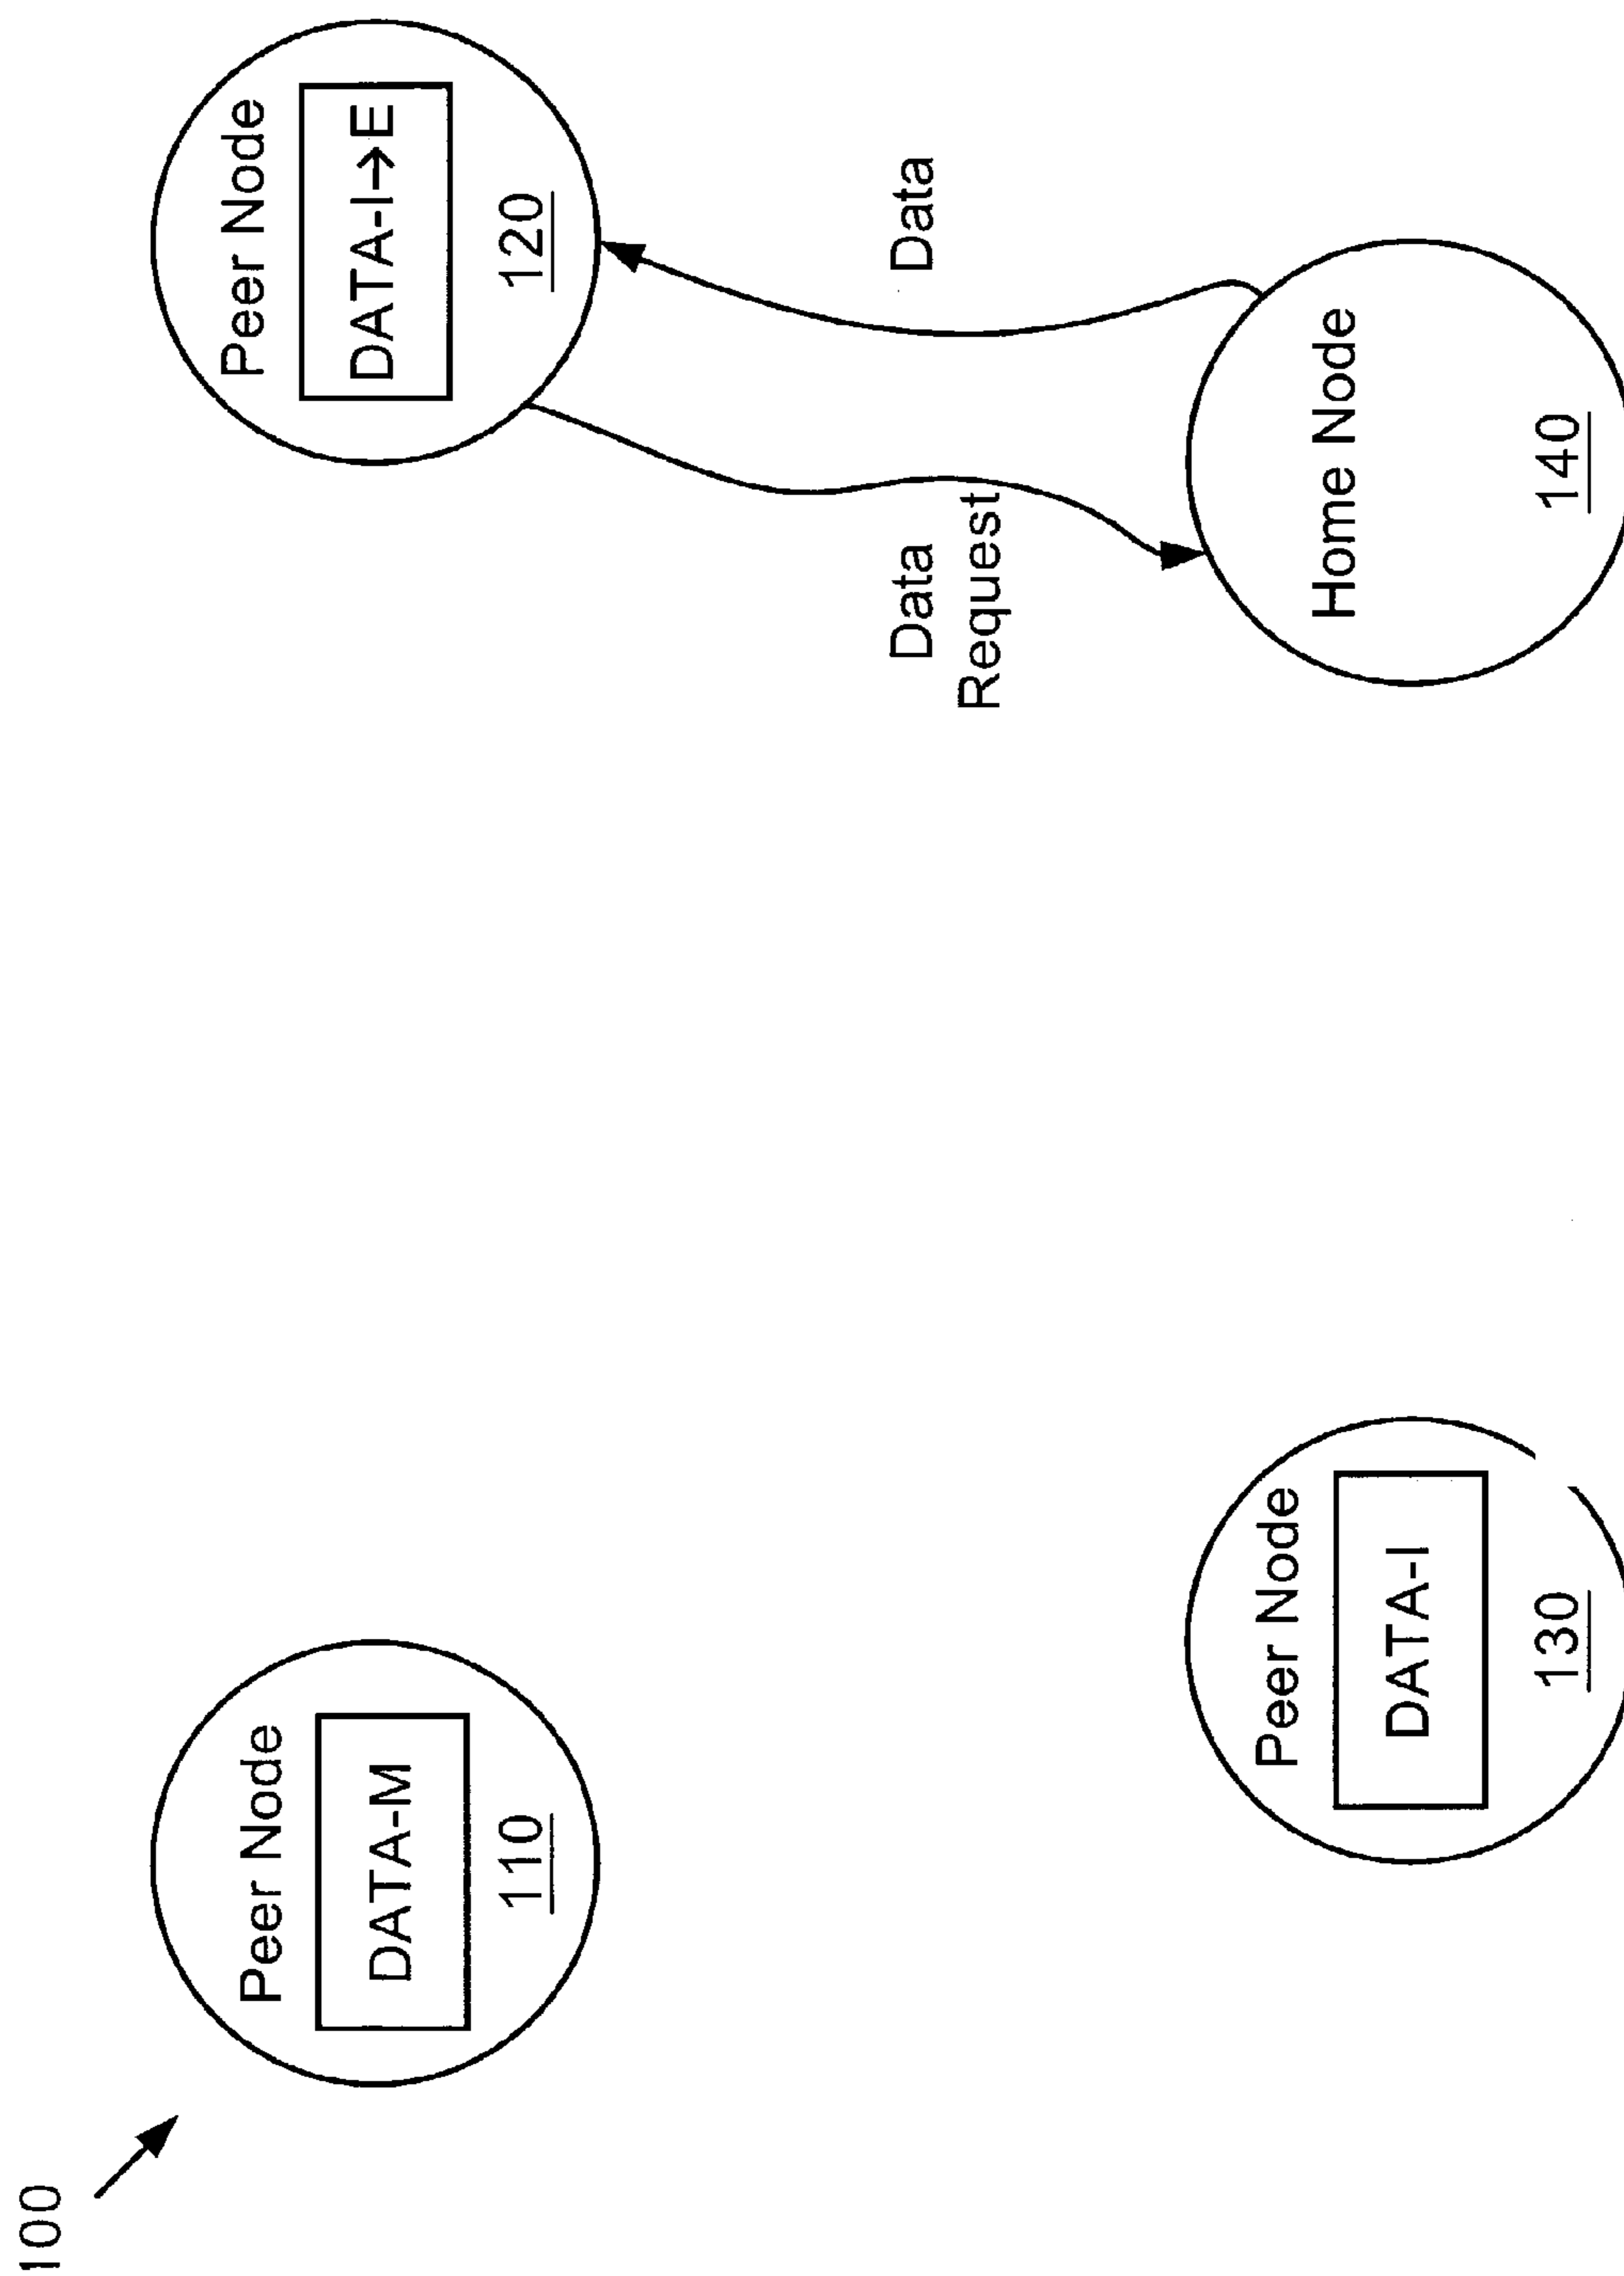 100
Peer Node
DATA-M
110
Peer Node
DATA-I→E
120
Data
Request
Data
Peer Node
DATA-I
130
Home Node
140